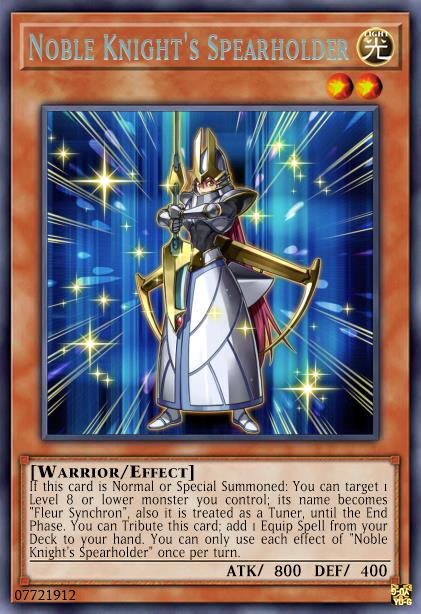 NOBLE KNIGHT'S SPEARHOLDER
LIGHT
光
[WARRIOR/EFFECT]
If this card is Normal or Special Summoned: You can target 1
Level 8 or lower monster you control; its name becomes
"Fleur Synchron", also it is treated as a Tuner, until the End
Phase. You can Tribute this card; add 1 Equip Spell from your
Deck to your hand. You can only use each effect of "Noble
Knight's Spearholder" once per turn.
ATK/ 800 DEF/ 400
07721912